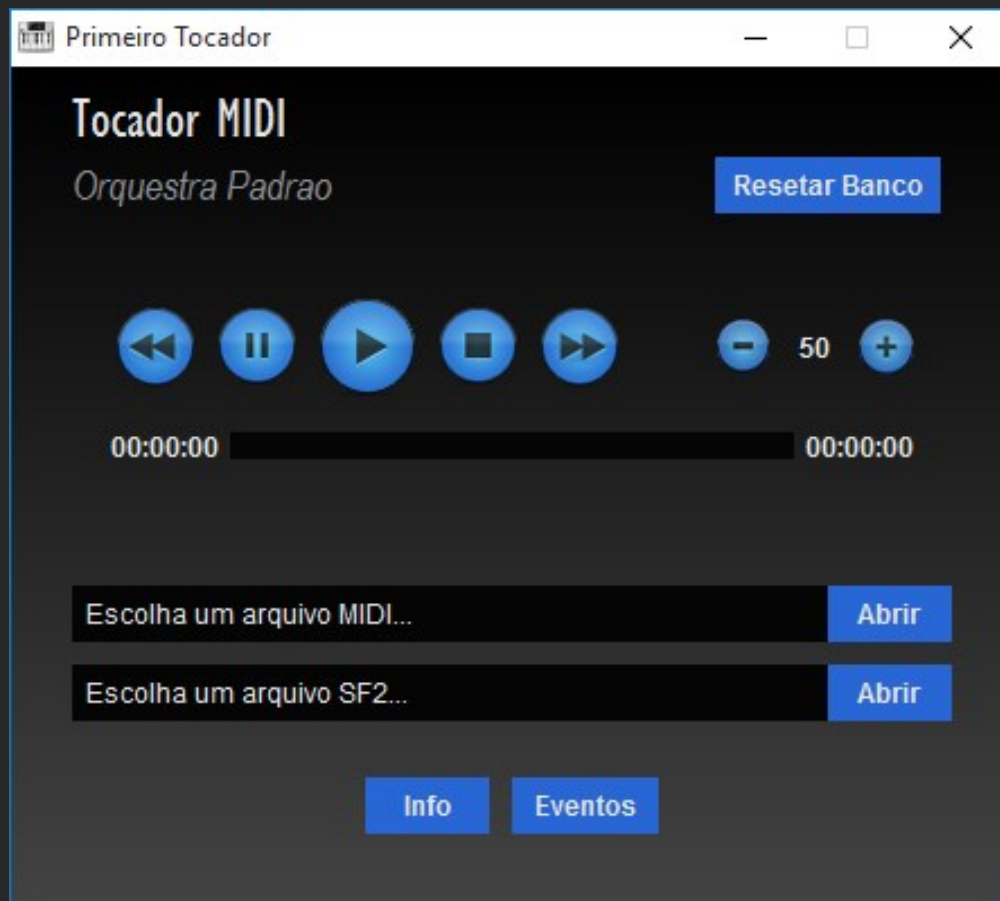 Primeiro Tocador
Tocador MIDI
Orquestra Padrao
Resetar Banco
50
00:00:00
00:00:00
Escolha um arquivo MIDI...
Abrir
Escolha um arquivo SF2...
Abrir
Info
Eventos